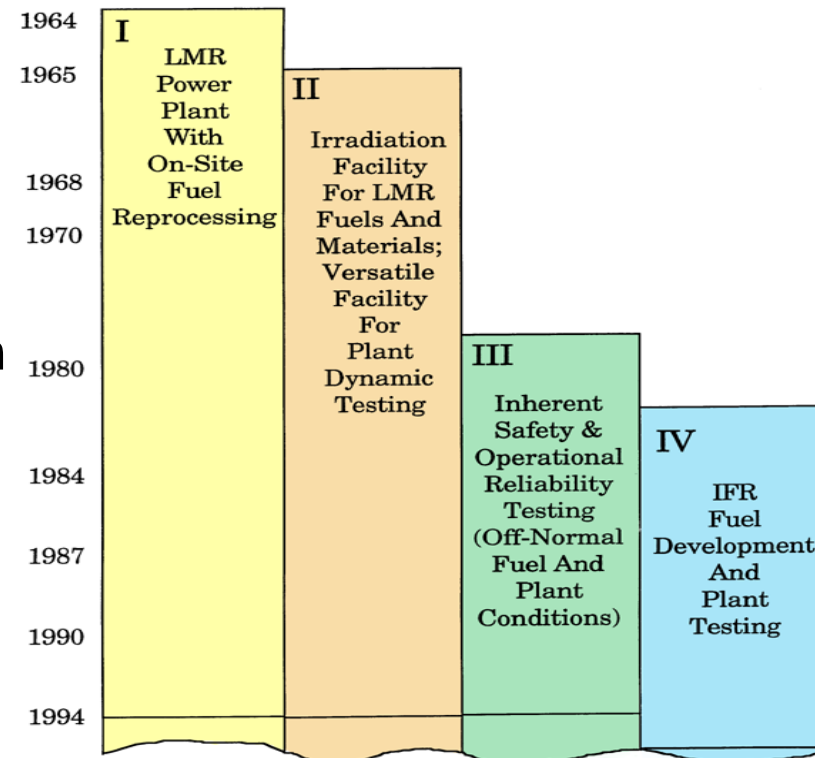 1964
1965
1968
1970
1980
1984
1987
1990
1994
I
LMR
Power
Plant
With
On-Site
Fuel
Reprocessing
II
Irradiation
Facility
For LMR
Fuels And
Materials;
Versatile
Facility
For
Plant
Dynamic
Testing
III
Inherent
Safety &
Operational
Reliability
Testing
(Off-Normal
Fuel And
Plant
Conditions)
IV
IFR
Fuel
Development
And
Plant
Testing